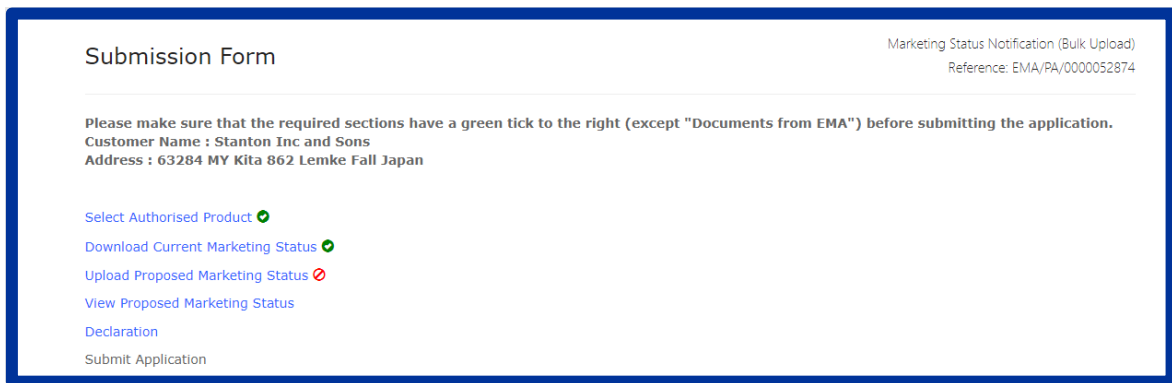 Submission Form
Marketing Status Notification (Bulk Upload)
Reference: EMA/PA/0000052874
Please make sure that the required sections have a green tick to the right (except "Documents from EMA") before submitting the application.
Customer Name : Stanton Inc and Sons
Address : 63284 MY Kita 862 Lemke Fall Japan
Select Authorised Product
Download Current Marketing Status
Upload Proposed Marketing Status
View Proposed Marketing Status
Declaration
Submit Application